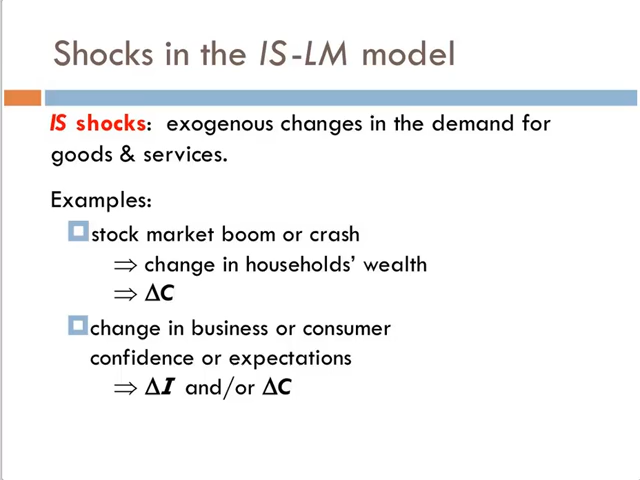 Shocks in the IS-LM model
IS shocks: exogenous changes in the demand for
goods & services.
Examples:
stock market boom or crash
⇒ change in households’ wealth
⇒ ΔC
change in business or consumer
confidence or expectations
⇒ ΔI and/or ΔC